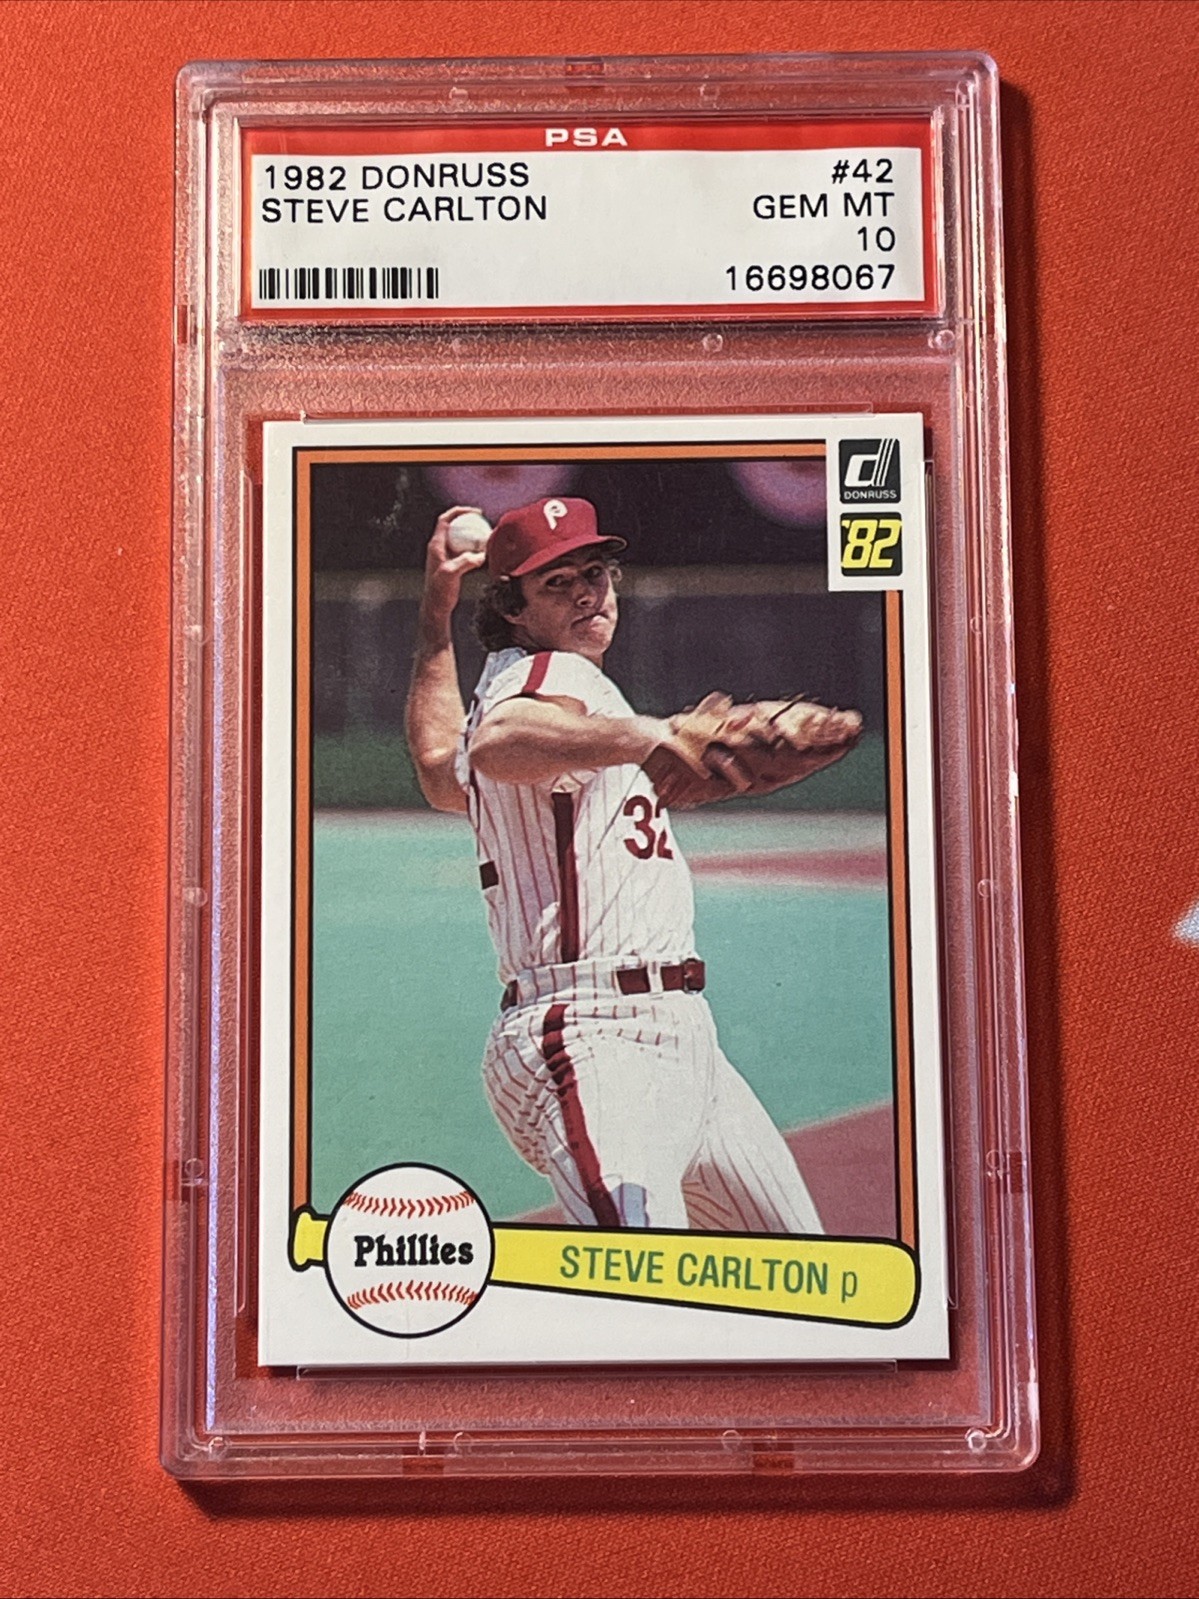 PSA
1982 DONRUSS #42
STEVE CARLTON GEM MT
10
16698067
d
DONRUSS
'82
P
32
Phillies
STEVE CARLTON p